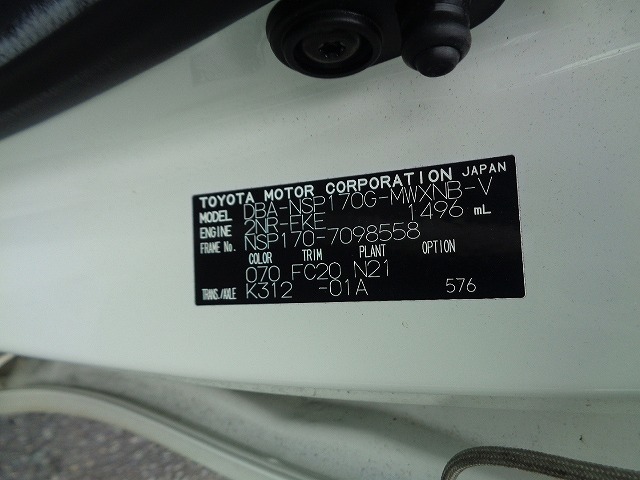 TOYOTA MOTOR CORPORATION JAPAN
MODEL DBA-NSP170G-MWXNB-V
ENGINE 2NR-FKE 1496 mL
FRAME No. NSP170-7098558
COLOR TRIM PLANT OPTION
070 FC20 N21
TRANS./AXLE K312 -01A 576